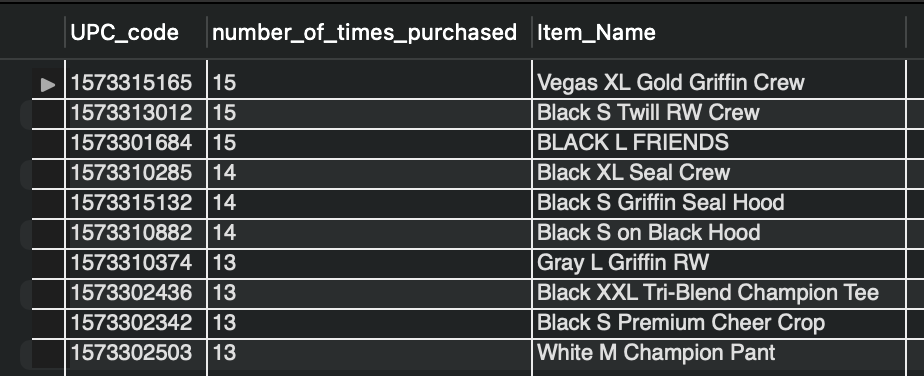 UPC_code number_of_times_purchased Item_Name
1573315165 15 Vegas XL Gold Griffin Crew
1573313012 15 Black S Twill RW Crew
1573301684 15 BLACK L FRIENDS
1573310285 14 Black XL Seal Crew
1573315132 14 Black S Griffin Seal Hood
1573310882 14 Black S on Black Hood
1573310374 13 Gray L Griffin RW
1573302436 13 Black XXL Tri-Blend Champion Tee
1573302342 13 Black S Premium Cheer Crop
1573302503 13 White M Champion Pant